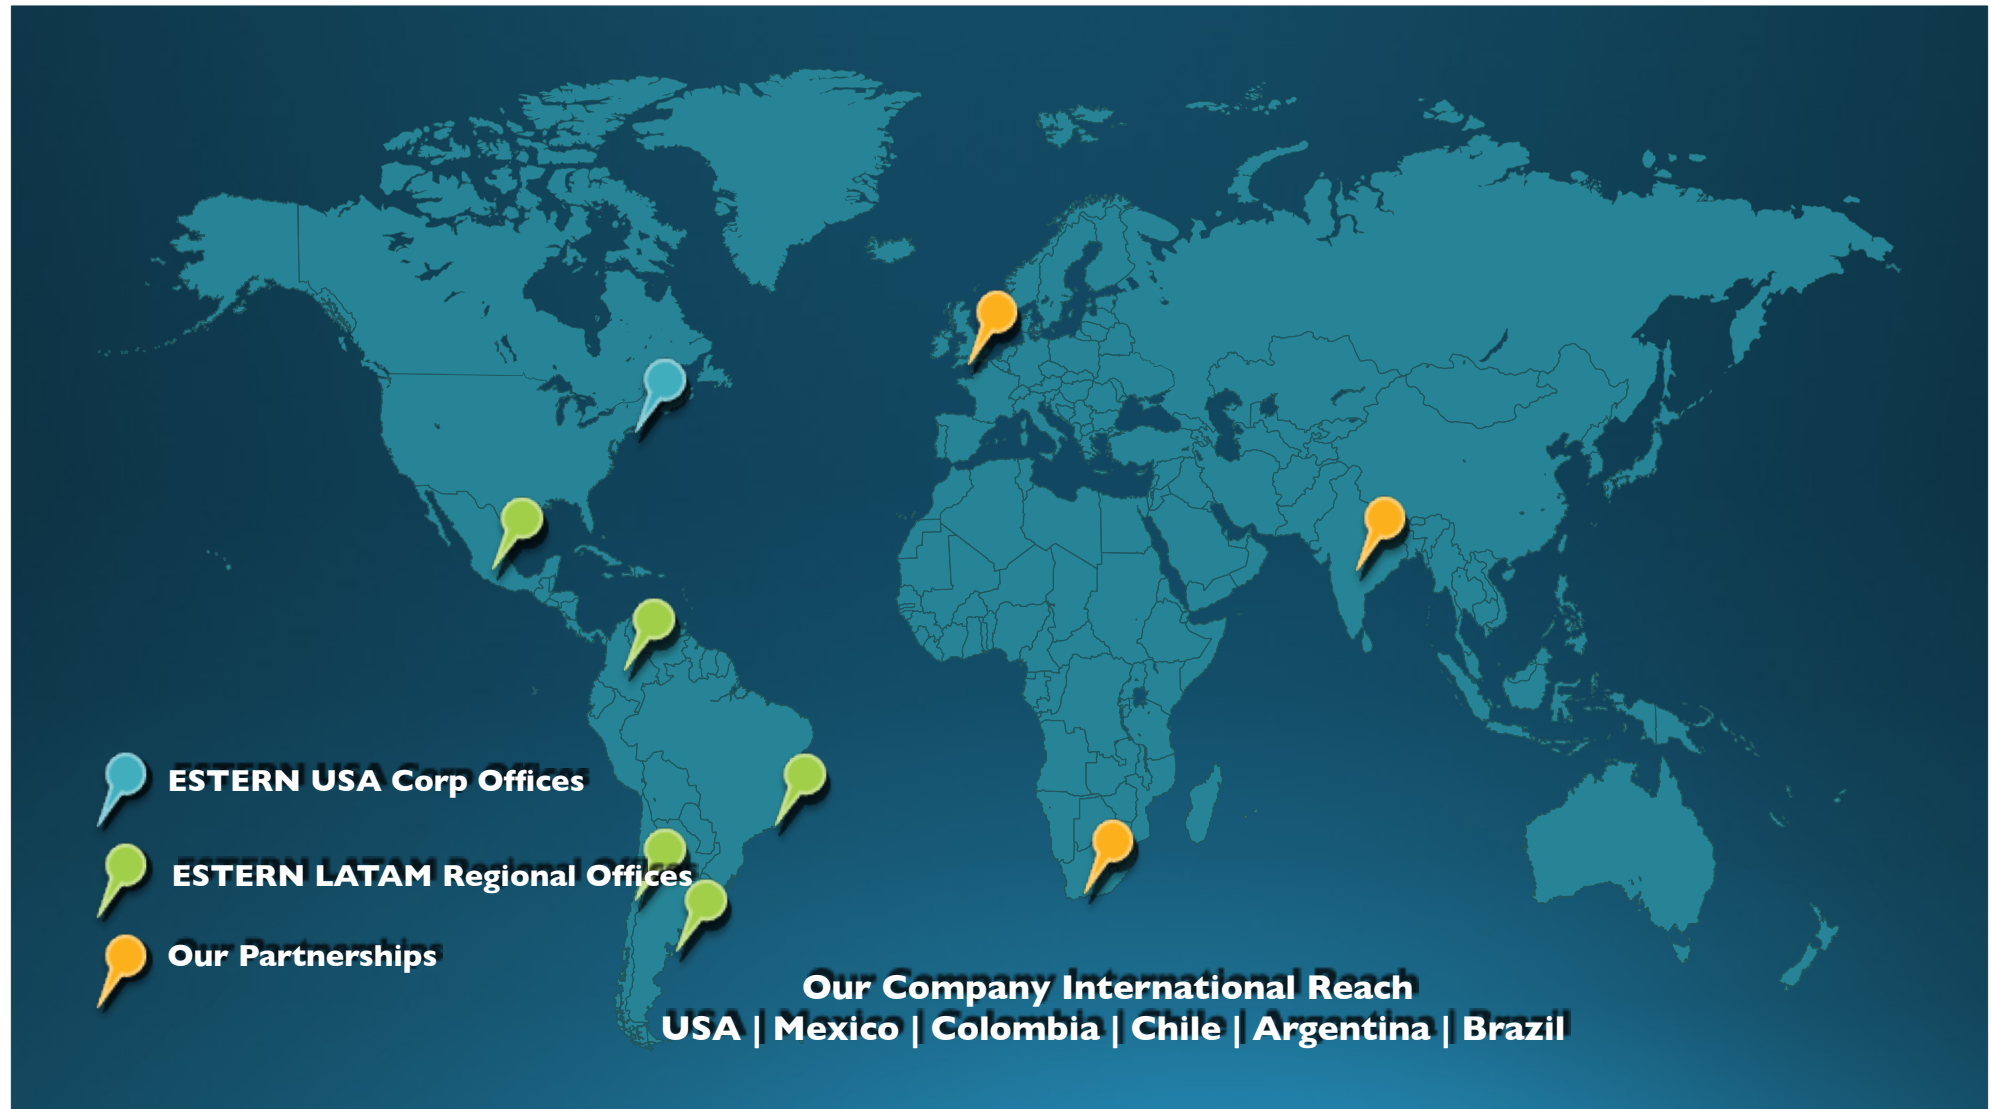 ESTERN USA Corp Offices
ESTERN LATAM Regional Offices
Our Partnerships
Our Company International Reach
USA | Mexico | Colombia | Chile | Argentina | Brazil